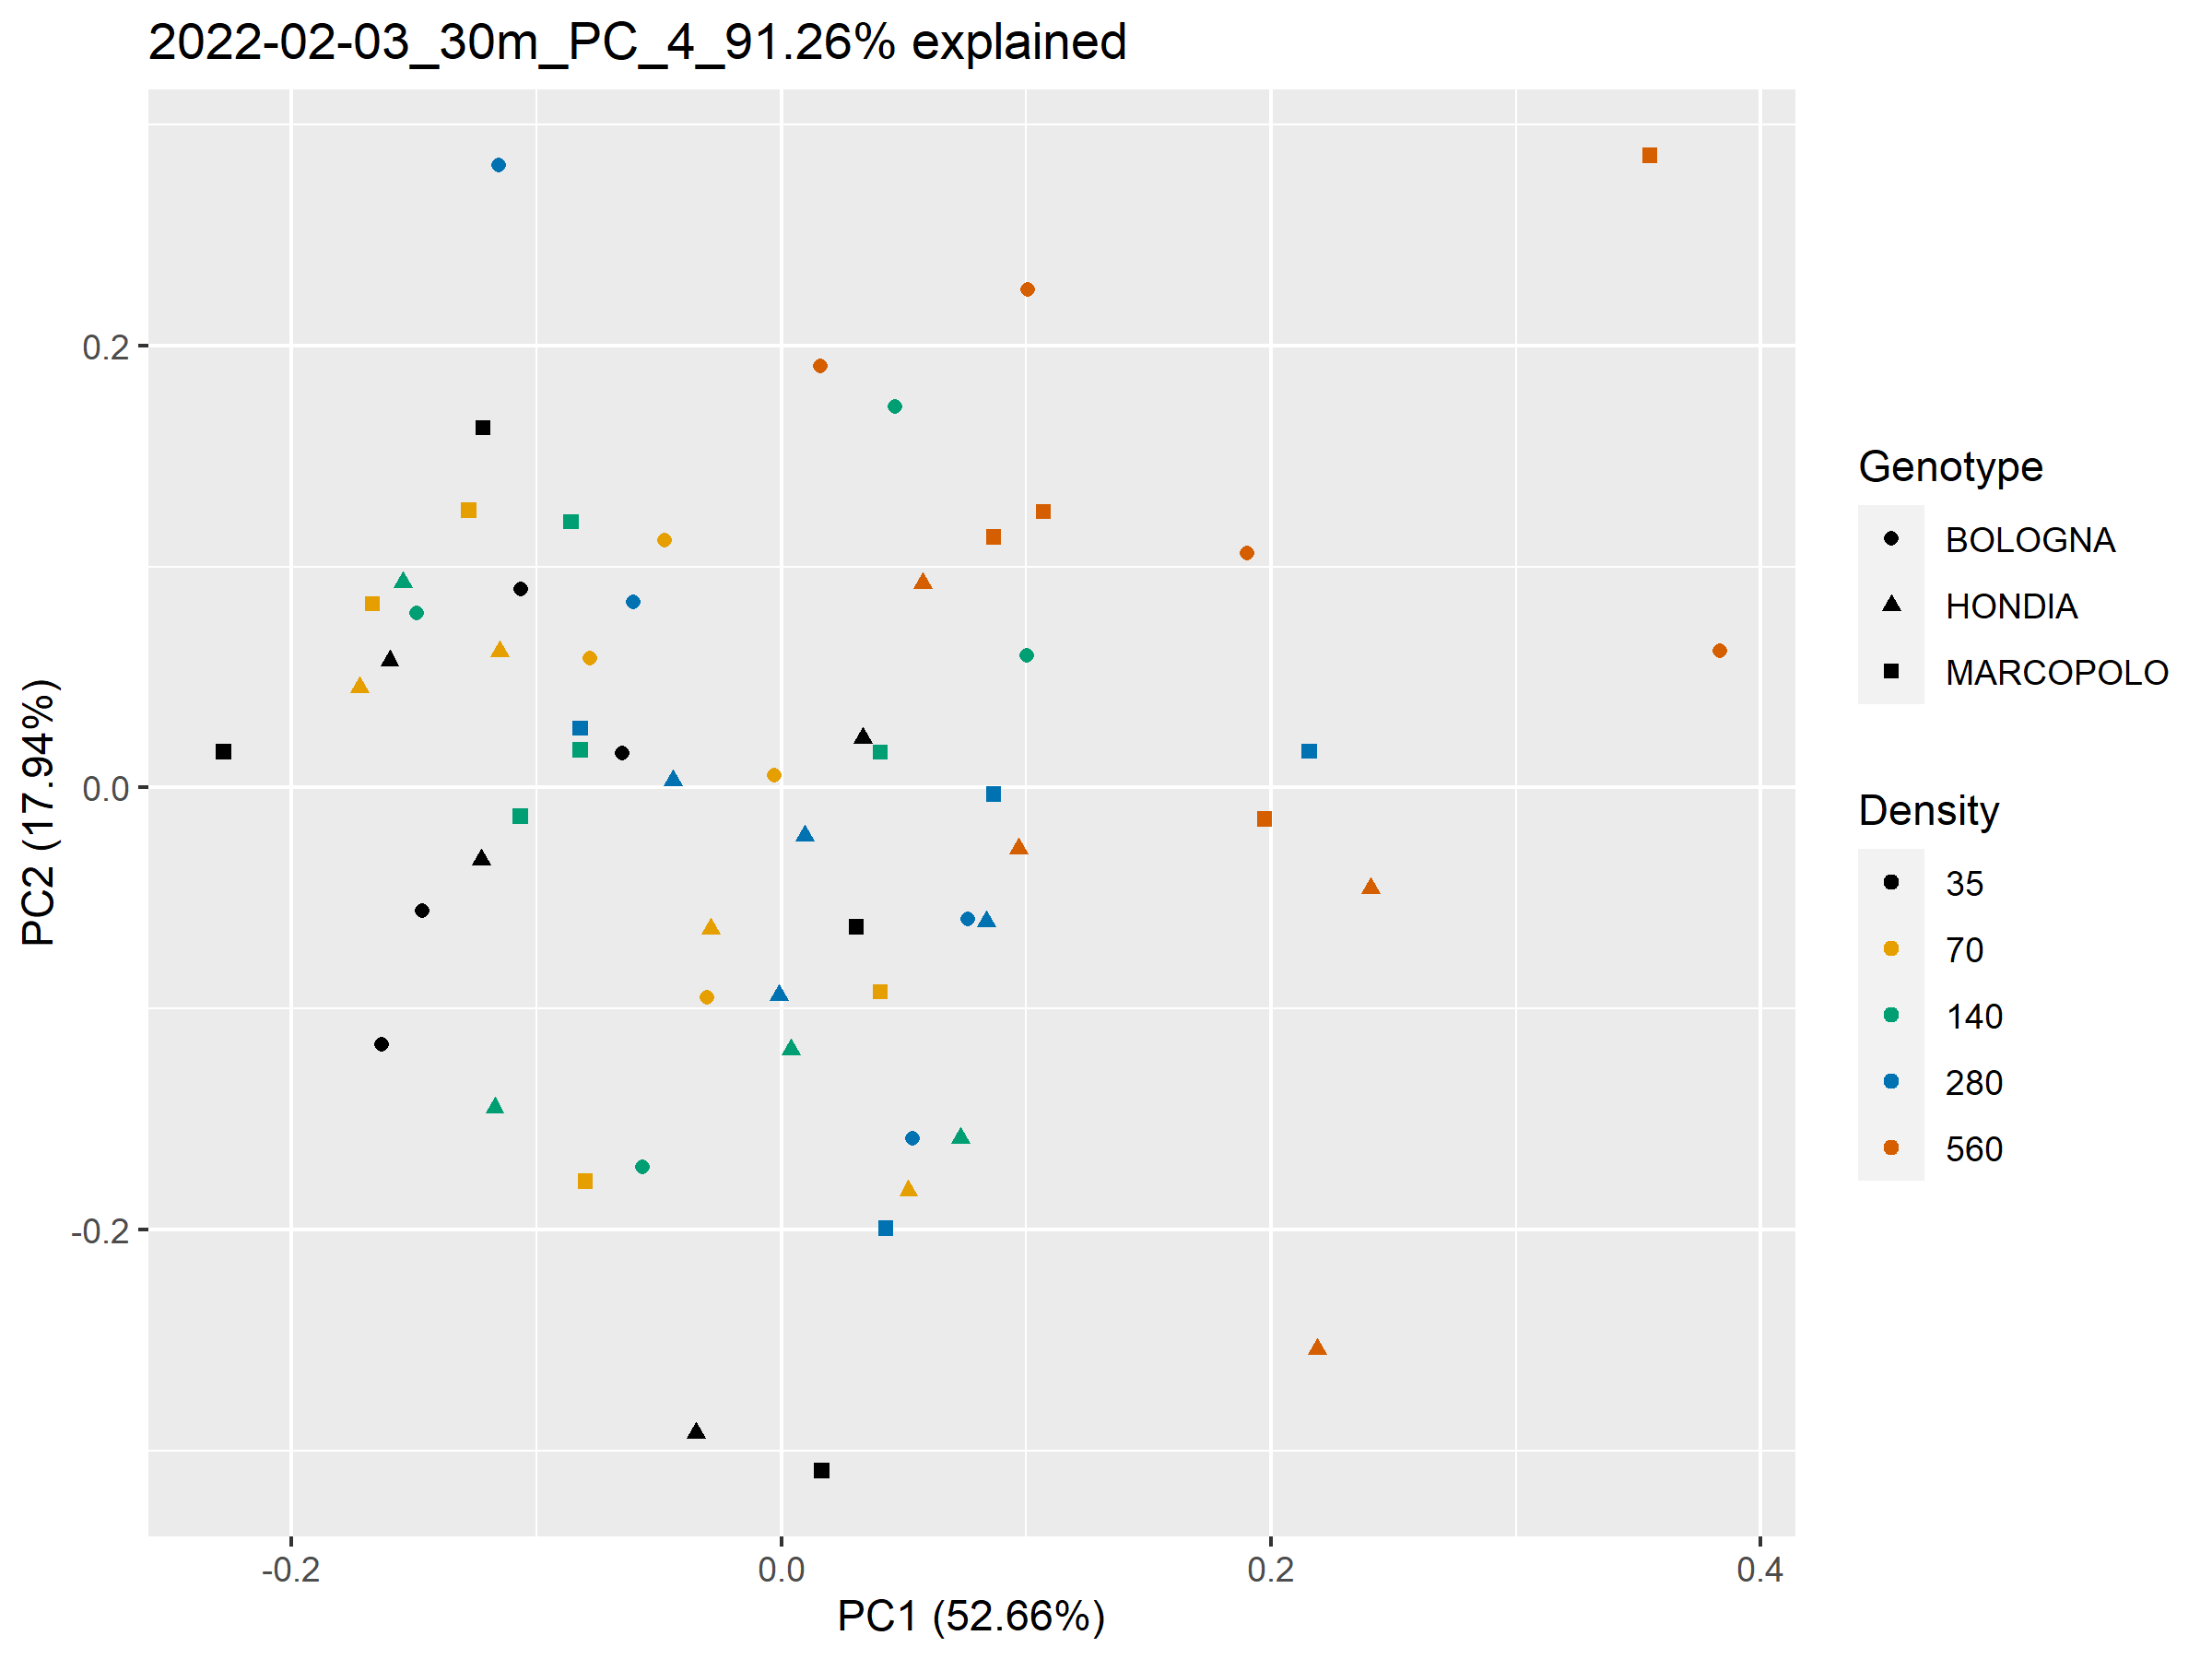 2022-02-03_30m_PC_4_91.26% explained
PC2 (17.94%)
0.2
0.0
-0.2
-0.2
0.0
0.2
0.4
PC1 (52.66%)
Genotype
BOLOGNA
HONDIA
MARCOPOLO
Density
35
70
140
280
560